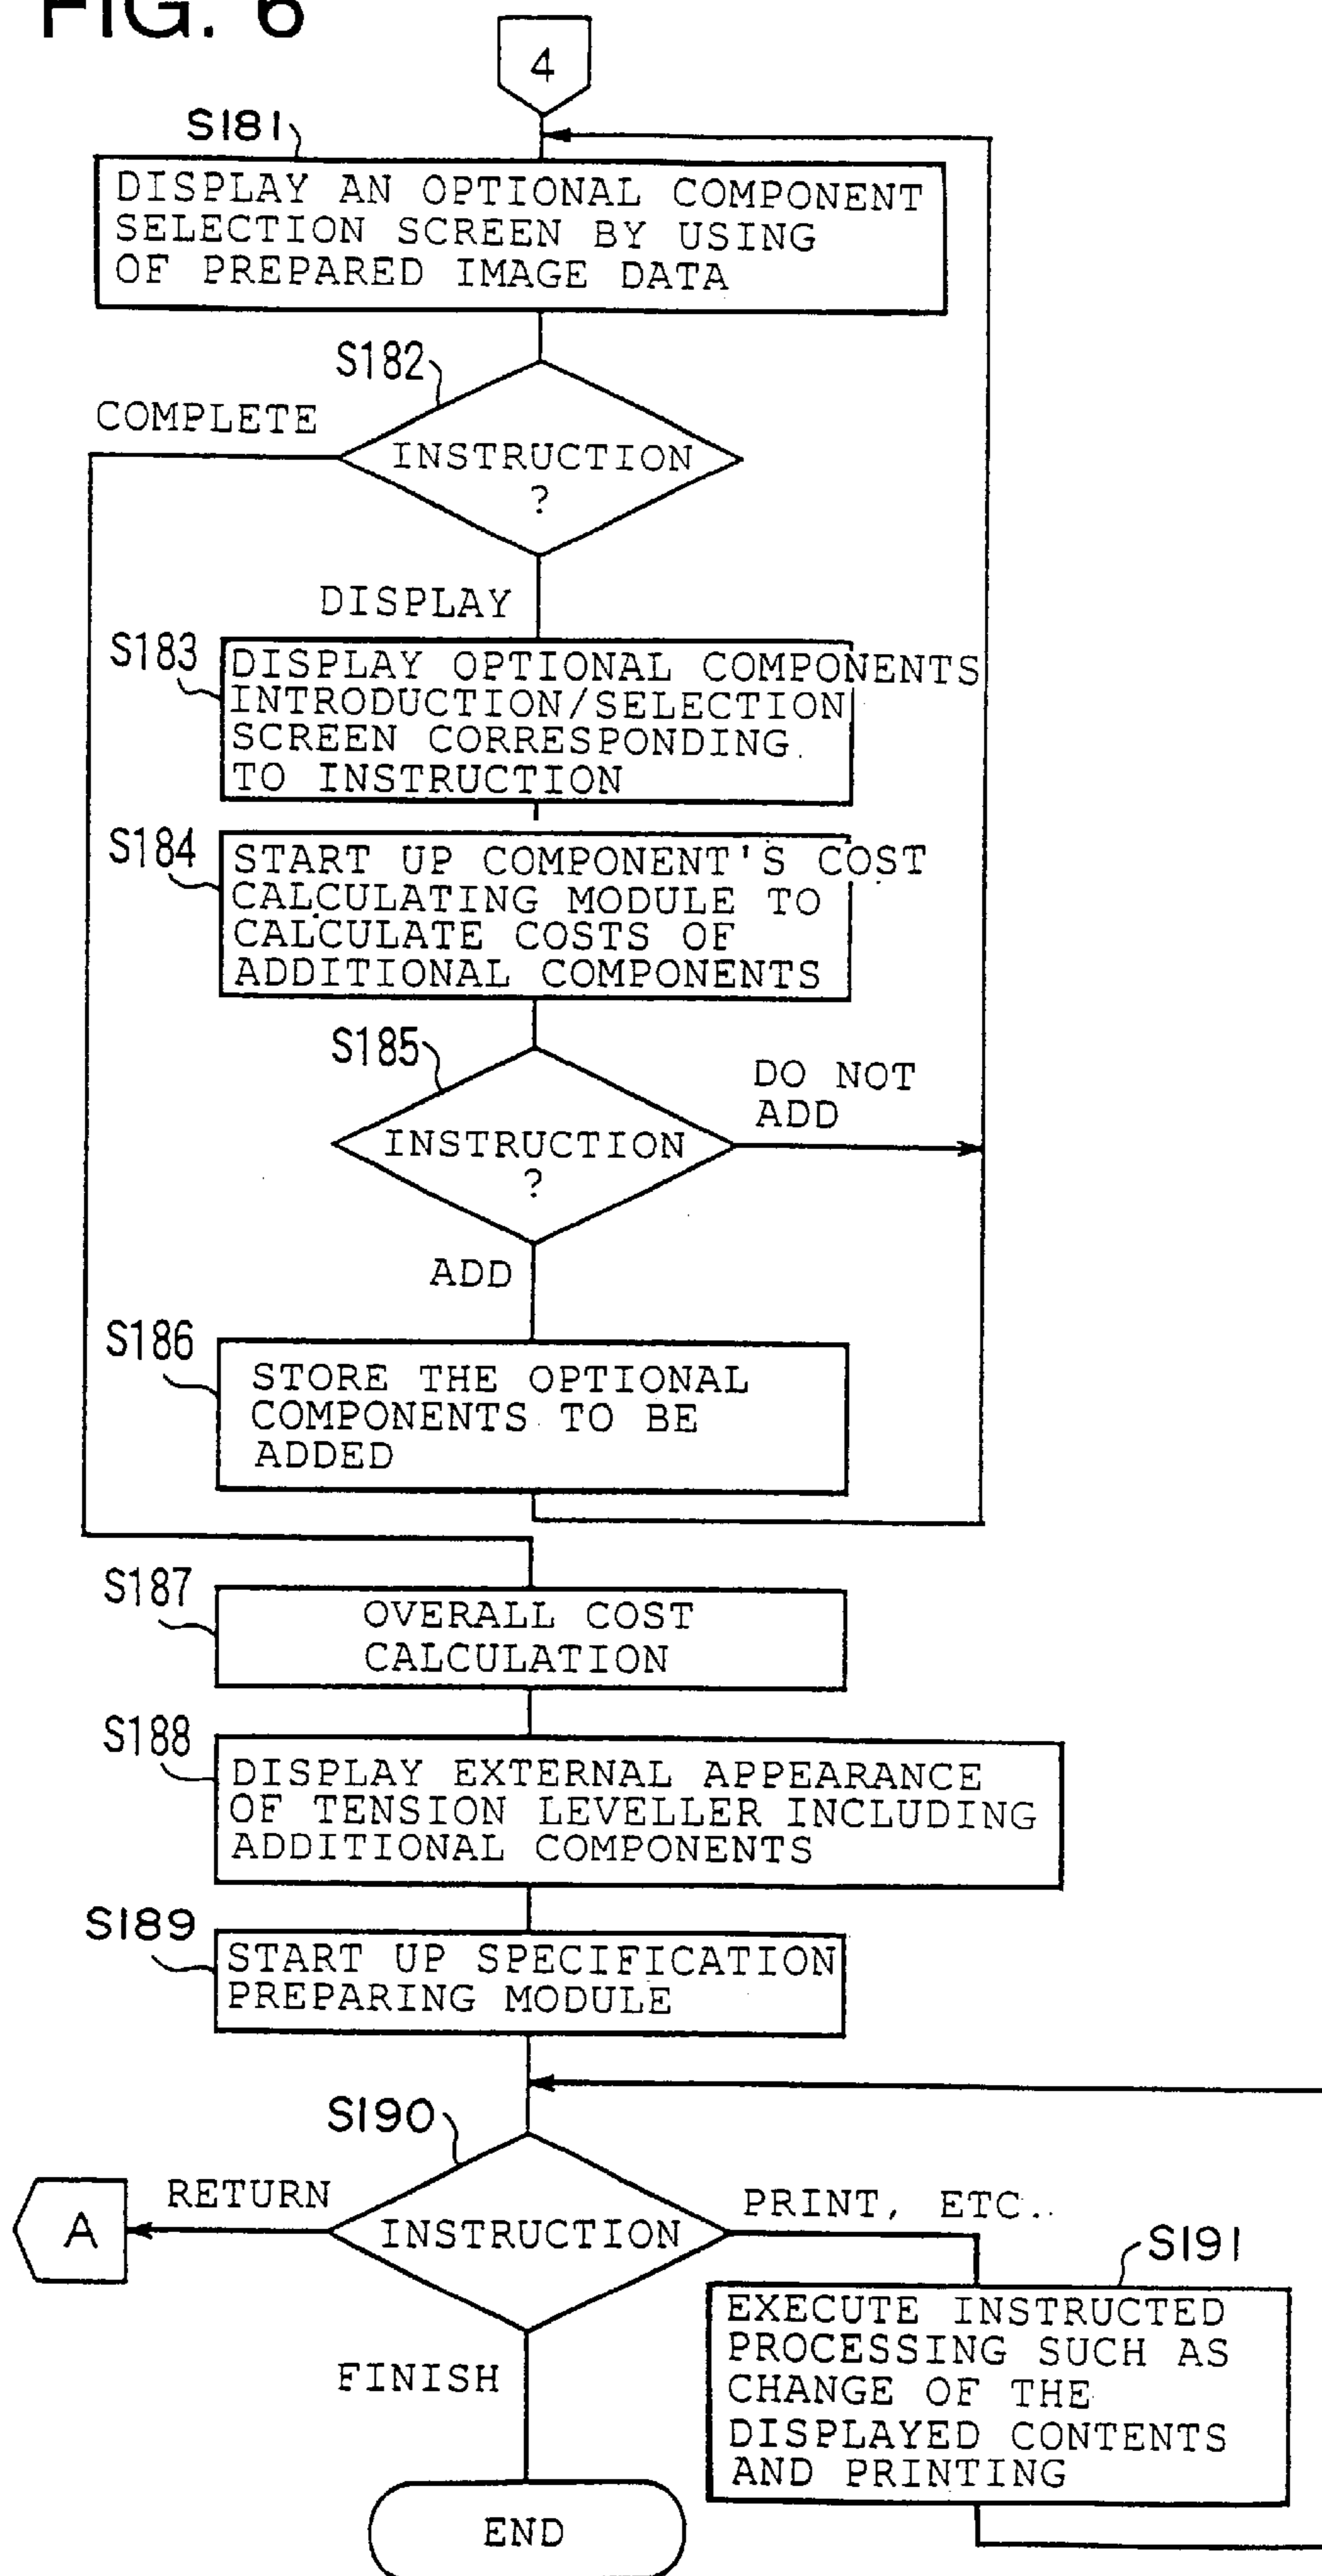 FIG. 6
4
S181
DISPLAY AN OPTIONAL COMPONENT
SELECTION SCREEN BY USING
OF PREPARED IMAGE DATA
S182
COMPLETE
INSTRUCTION
?
DISPLAY
S183
DISPLAY OPTIONAL COMPONENTS
INTRODUCTION/SELECTION
SCREEN CORRESPONDING
TO INSTRUCTION
S184
START UP COMPONENT'S COST
CALCULATING MODULE TO
CALCULATE COSTS OF
ADDITIONAL COMPONENTS
S185
DO NOT
ADD
INSTRUCTION
?
ADD
S186
STORE THE OPTIONAL
COMPONENTS TO BE
ADDED
S187
OVERALL COST
CALCULATION
S188
DISPLAY EXTERNAL APPEARANCE
OF TENSION LEVELLER INCLUDING
ADDITIONAL COMPONENTS
S189
START UP SPECIFICATION
PREPARING MODULE
S190
RETURN
A
INSTRUCTION
PRINT, ETC..
S191
EXECUTE INSTRUCTED
PROCESSING SUCH AS
CHANGE OF THE
DISPLAYED CONTENTS
AND PRINTING
FINISH
END